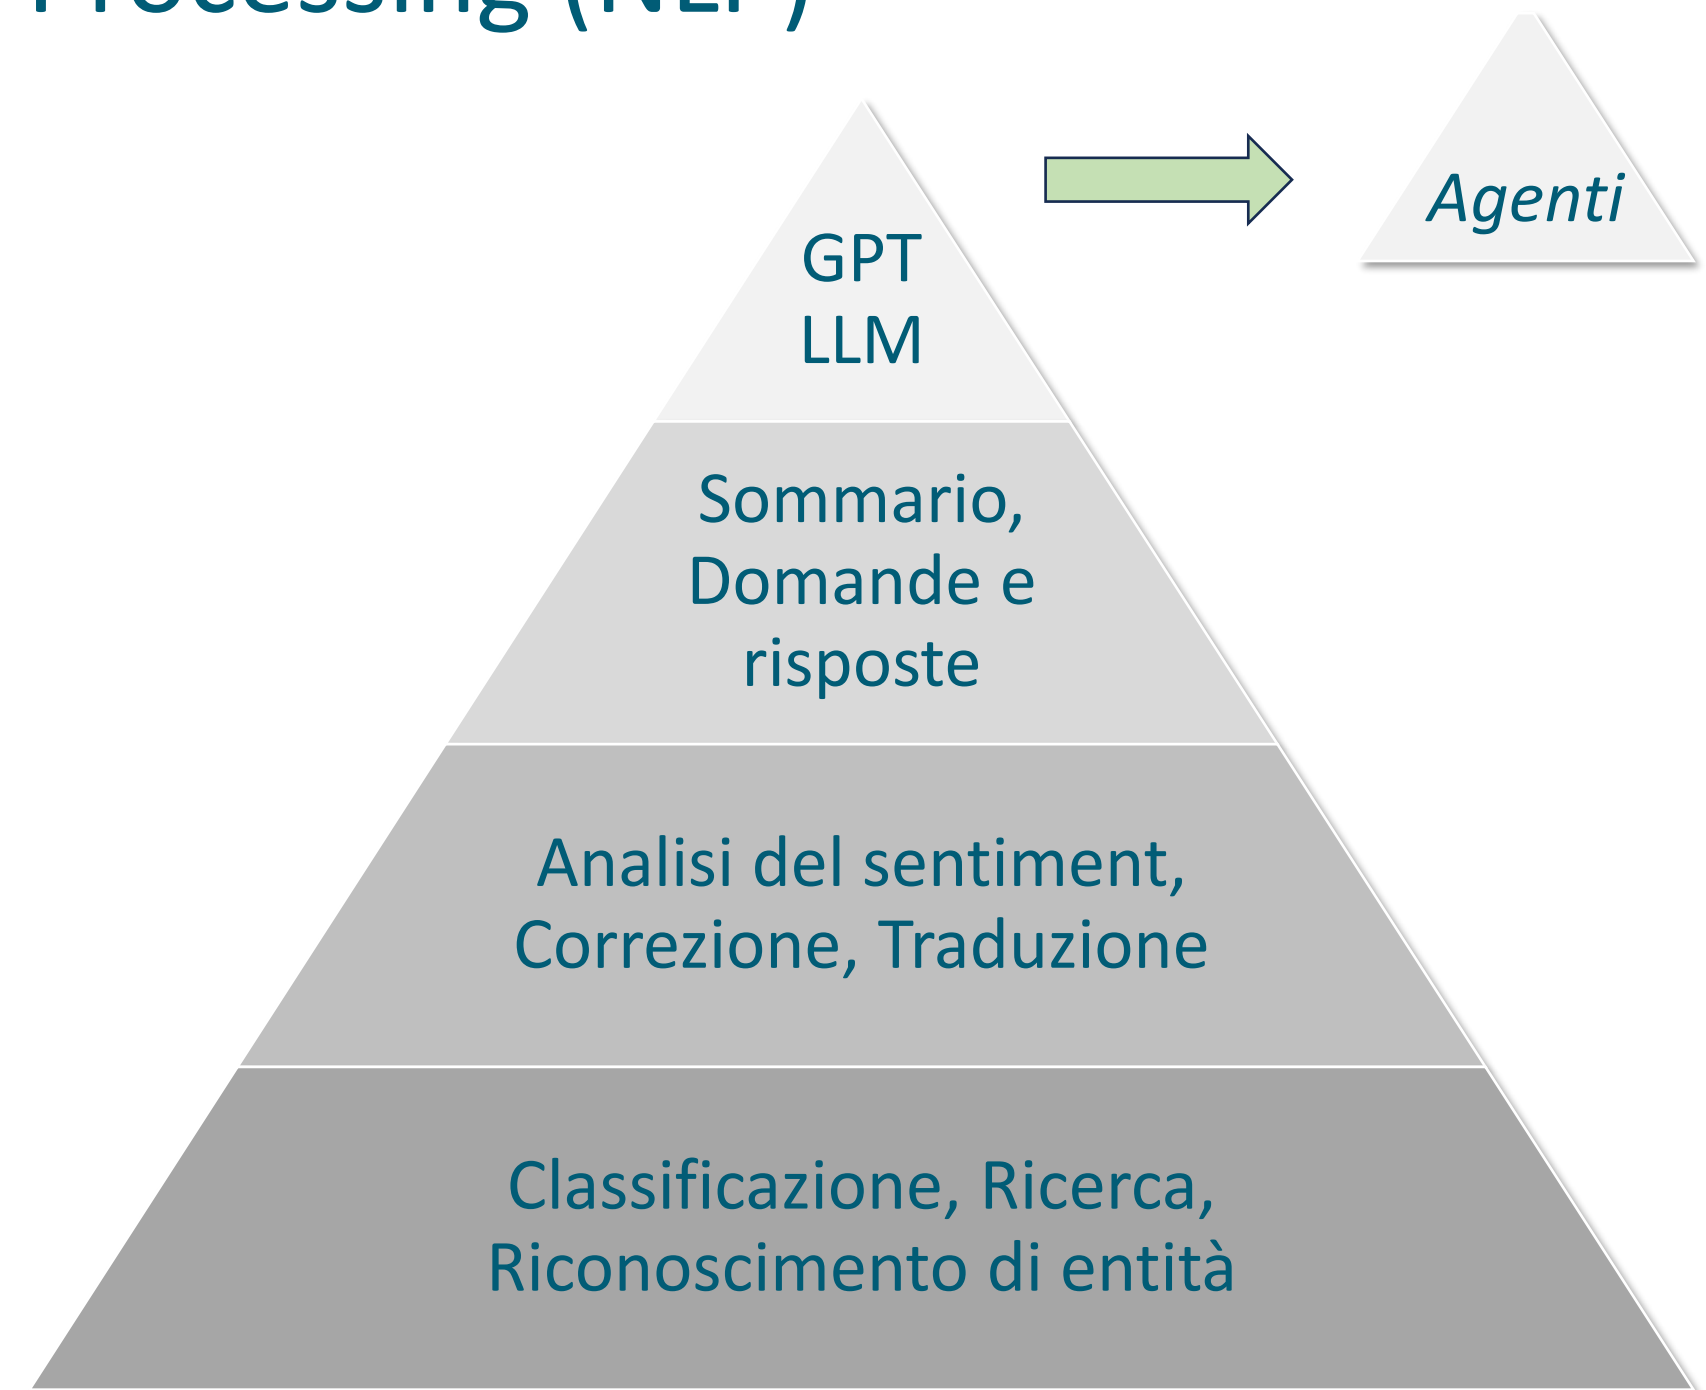 Processing (NLP)
Agenti
GPT
LLM
Sommario,
Domande e
risposte
Analisi del sentiment,
Correzione, Traduzione
Classificazione, Ricerca,
Riconoscimento di entità